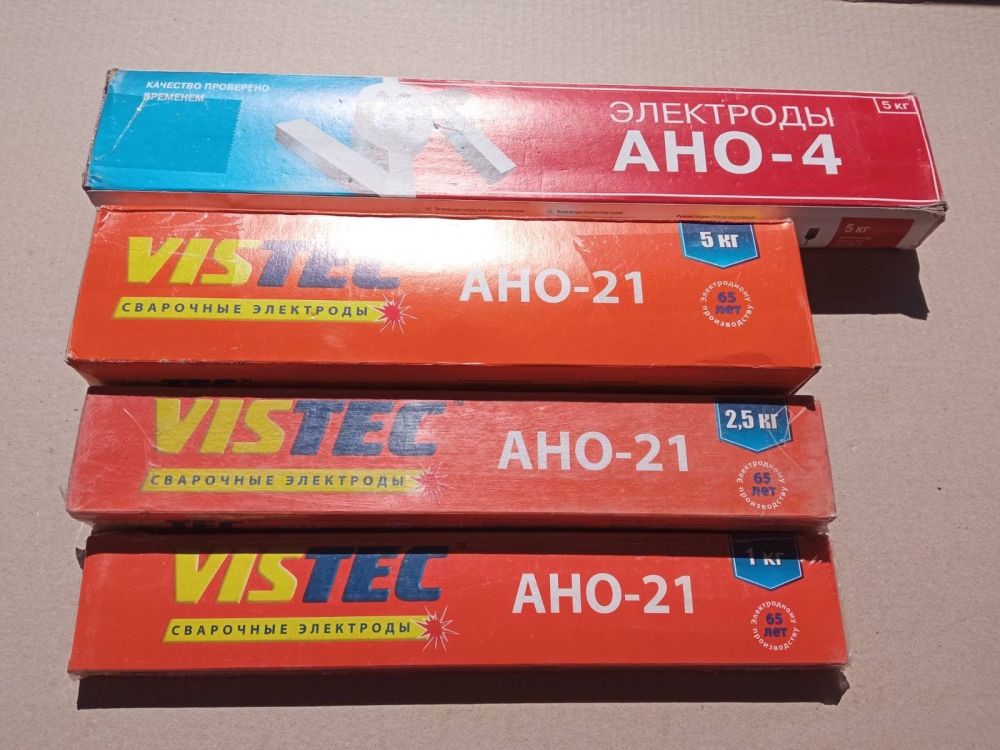 КАЧЕСТВО ПРОВЕРЕНО
ВРЕМЕНЕМ
ЭЛЕКТРОДЫ
АНО-4
5 кг
5 кг
VISTEC
СВАРОЧНЫЕ ЭЛЕКТРОДЫ
АНО-21
5 кг
Электродному
65
лет
производству
VISTEC
СВАРОЧНЫЕ ЭЛЕКТРОДЫ
АНО-21
2,5 кг
Электродному
65
лет
производству
VISTEC
СВАРОЧНЫЕ ЭЛЕКТРОДЫ
АНО-21
1 кг
Электродному
65
лет
производству